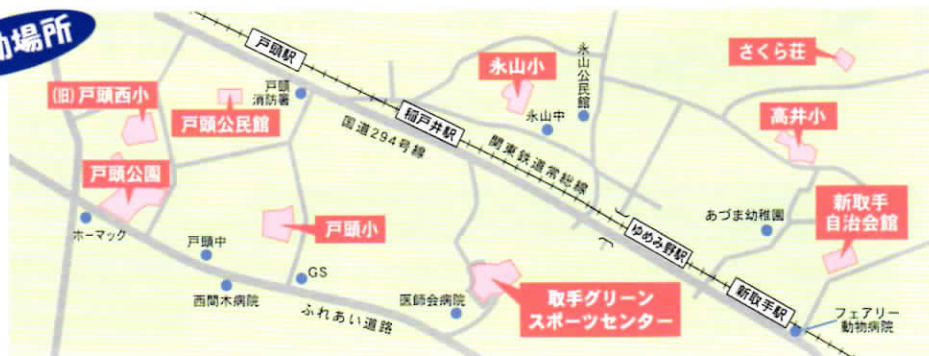 動場所
戸頭駅
(旧)戸頭西小
戸頭公民館
戸頭
消防署
稲戸井駅
国道294号線
永山小
永山中
永山公民館
さくら荘
高井小
関東鉄道常総線
戸頭公園
ホーマック
戸頭中
戸頭小
西間木病院
GS
ふれあい道路
医師会病院
取手グリーン
スポーツセンター
ゆめみ野駅
あづま幼稚園
新取手
自治会館
新取手駅
フェアリー
動物病院